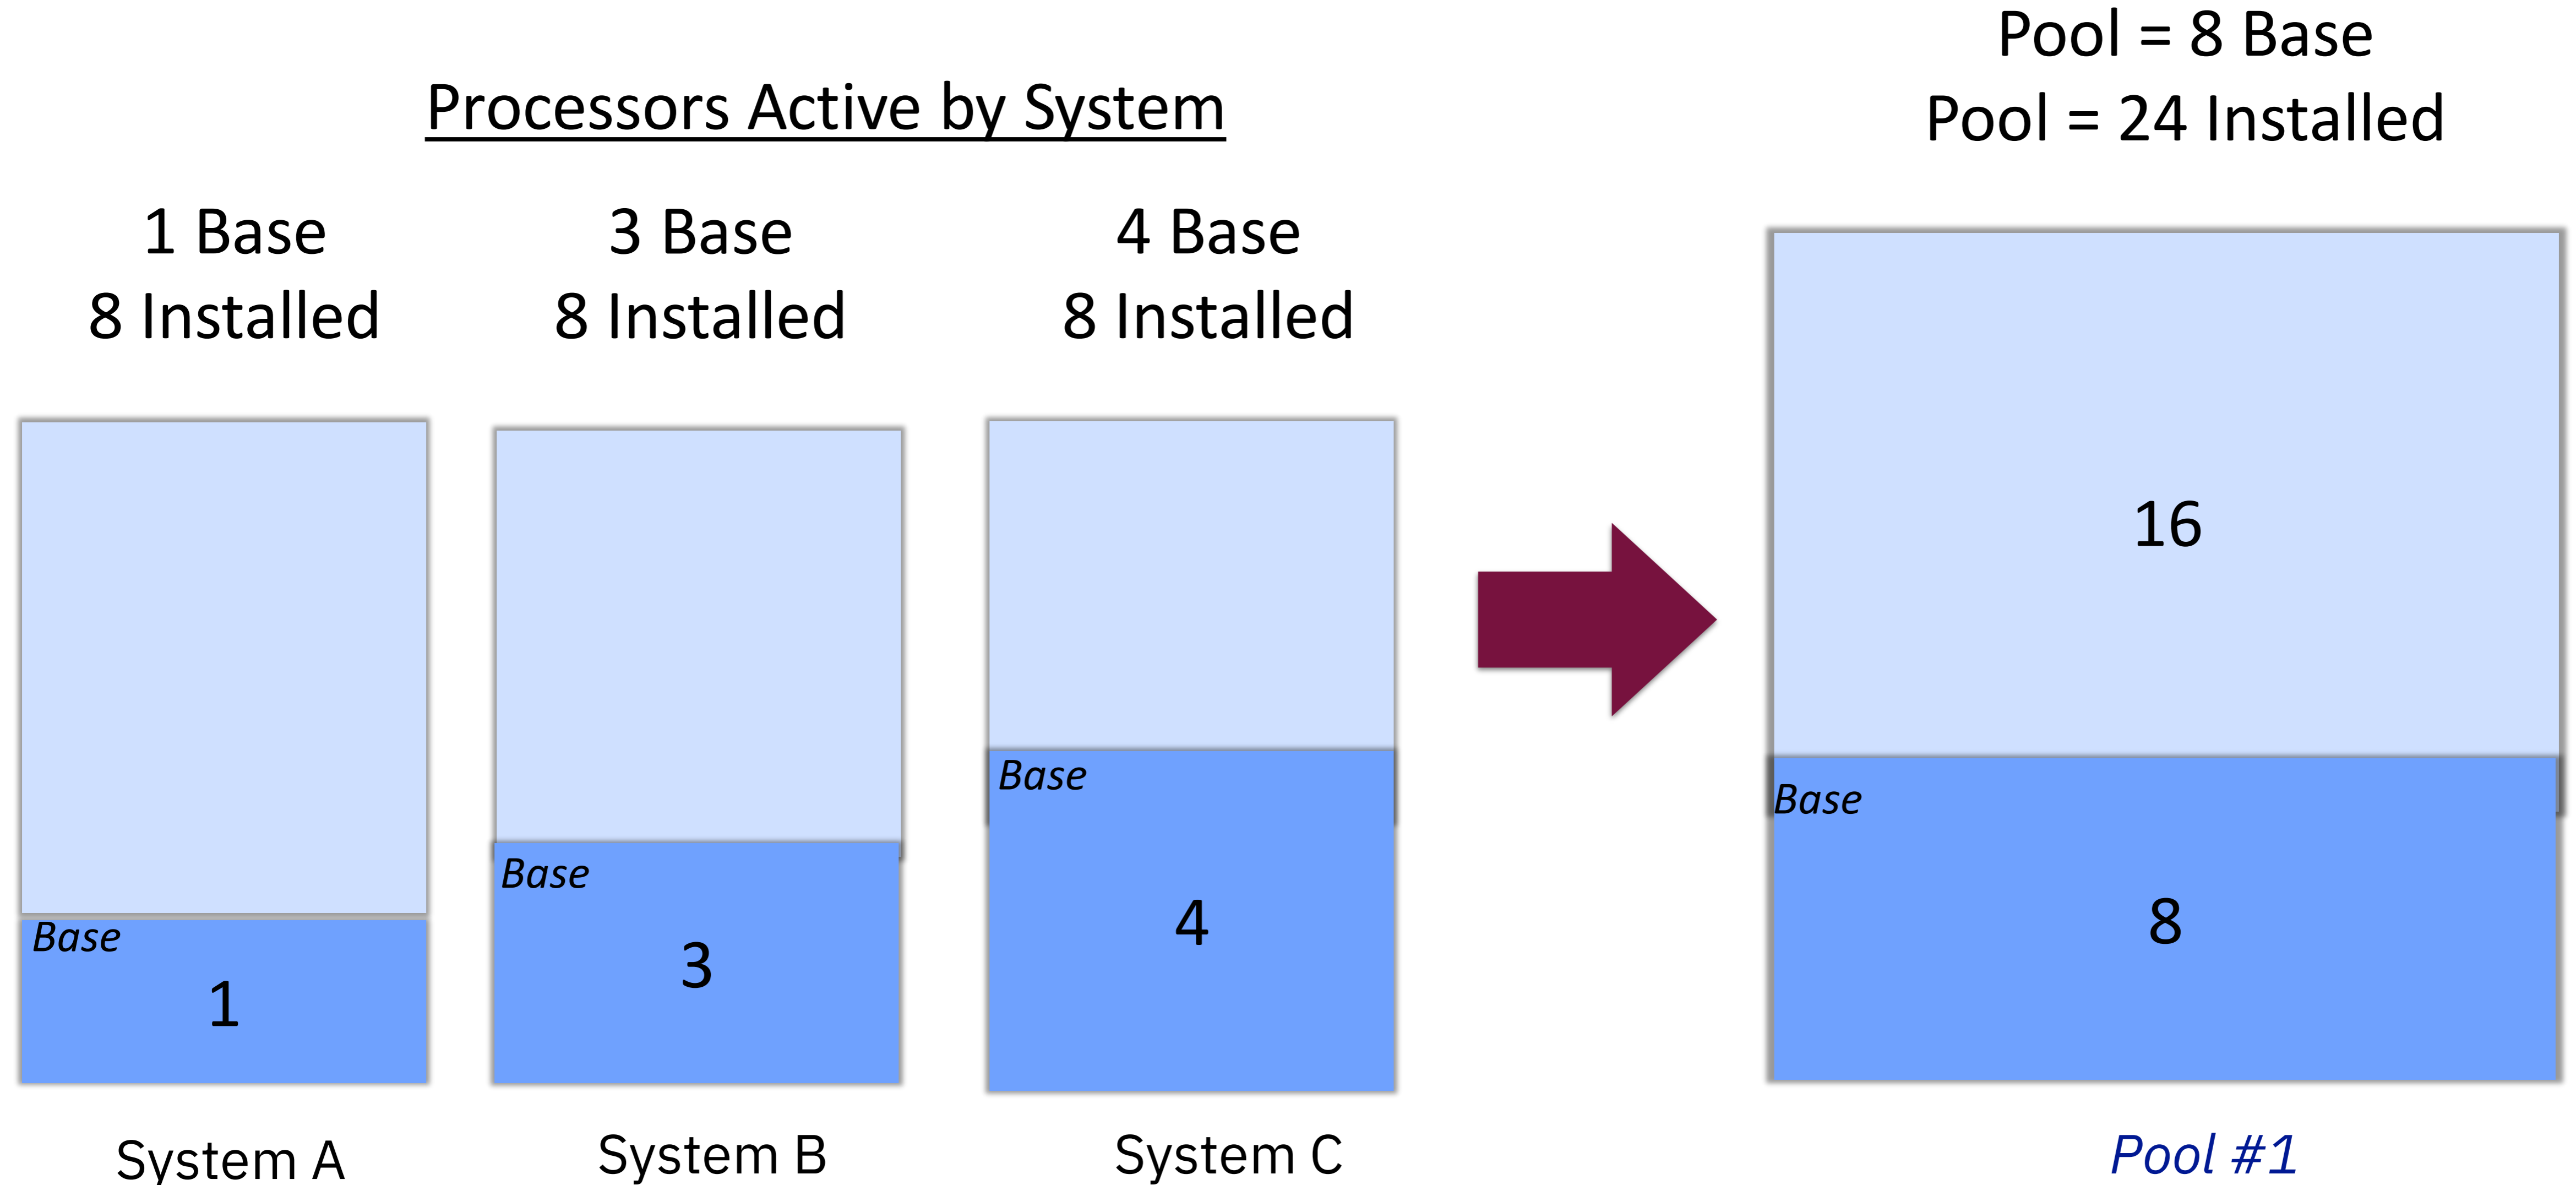 Processors Active by System
1 Base
8 Installed
3 Base
8 Installed
4 Base
8 Installed
Pool = 8 Base
Pool = 24 Installed
Base
1
System A
Base
3
System B
Base
4
System C
16
Base
8
Pool #1